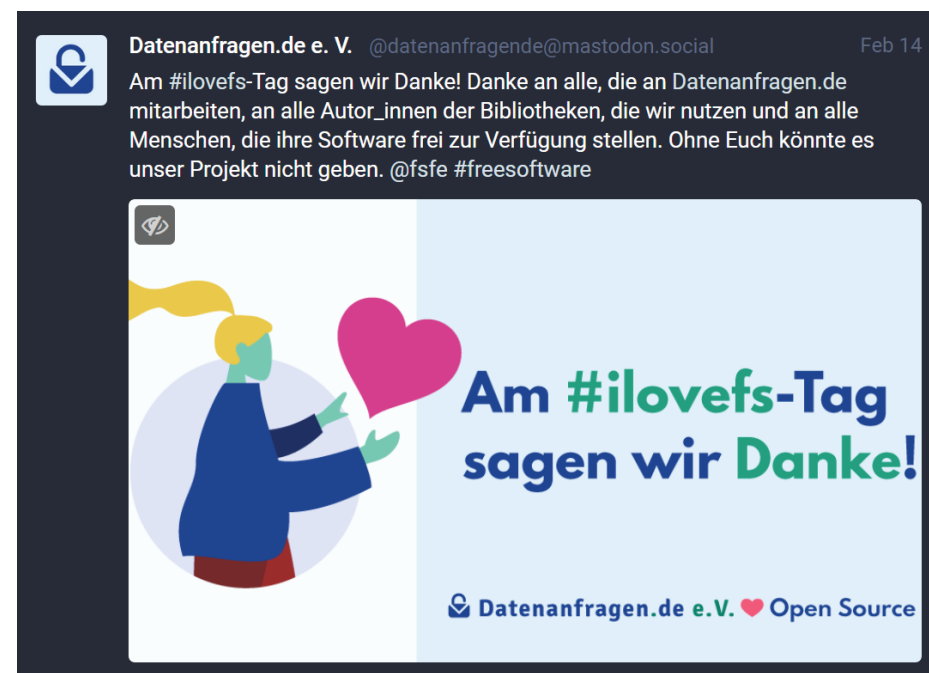 Datenanfragen.de e. V. @datenanfragende@mastodon.social Feb 14
Am #ilovefs-Tag sagen wir Danke! Danke an alle, die an Datenanfragen.de
mitarbeiten, an alle Autor_innen der Bibliotheken, die wir nutzen und an alle
Menschen, die ihre Software frei zur Verfügung stellen. Ohne Euch könnte es
unser Projekt nicht geben. @fsfe #freesoftware
Am #ilovefs-Tag
sagen wir Danke!
Datenanfragen.de e.V. ❤ Open Source